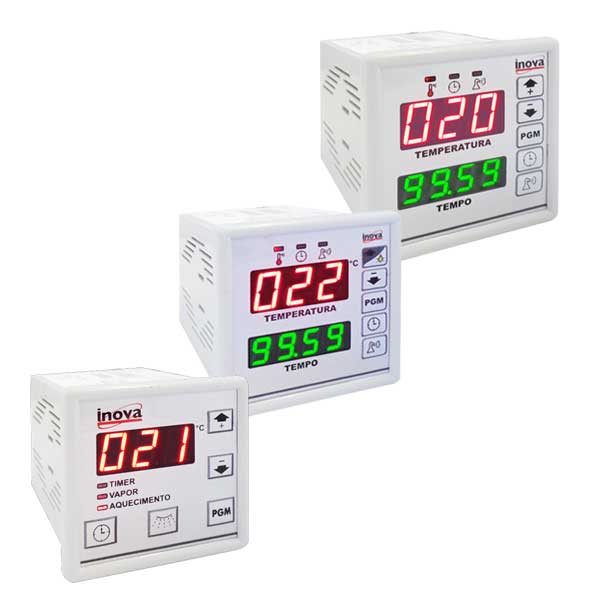 inova
020
°C
TEMPERATURA
+
PGM
99.59
TEMPO
inova
022
°C
TEMPERATURA
PGM
99.59
TEMPO
inova
021
°C
+
TIMER
VAPOR
AQUECIMENTO
PGM